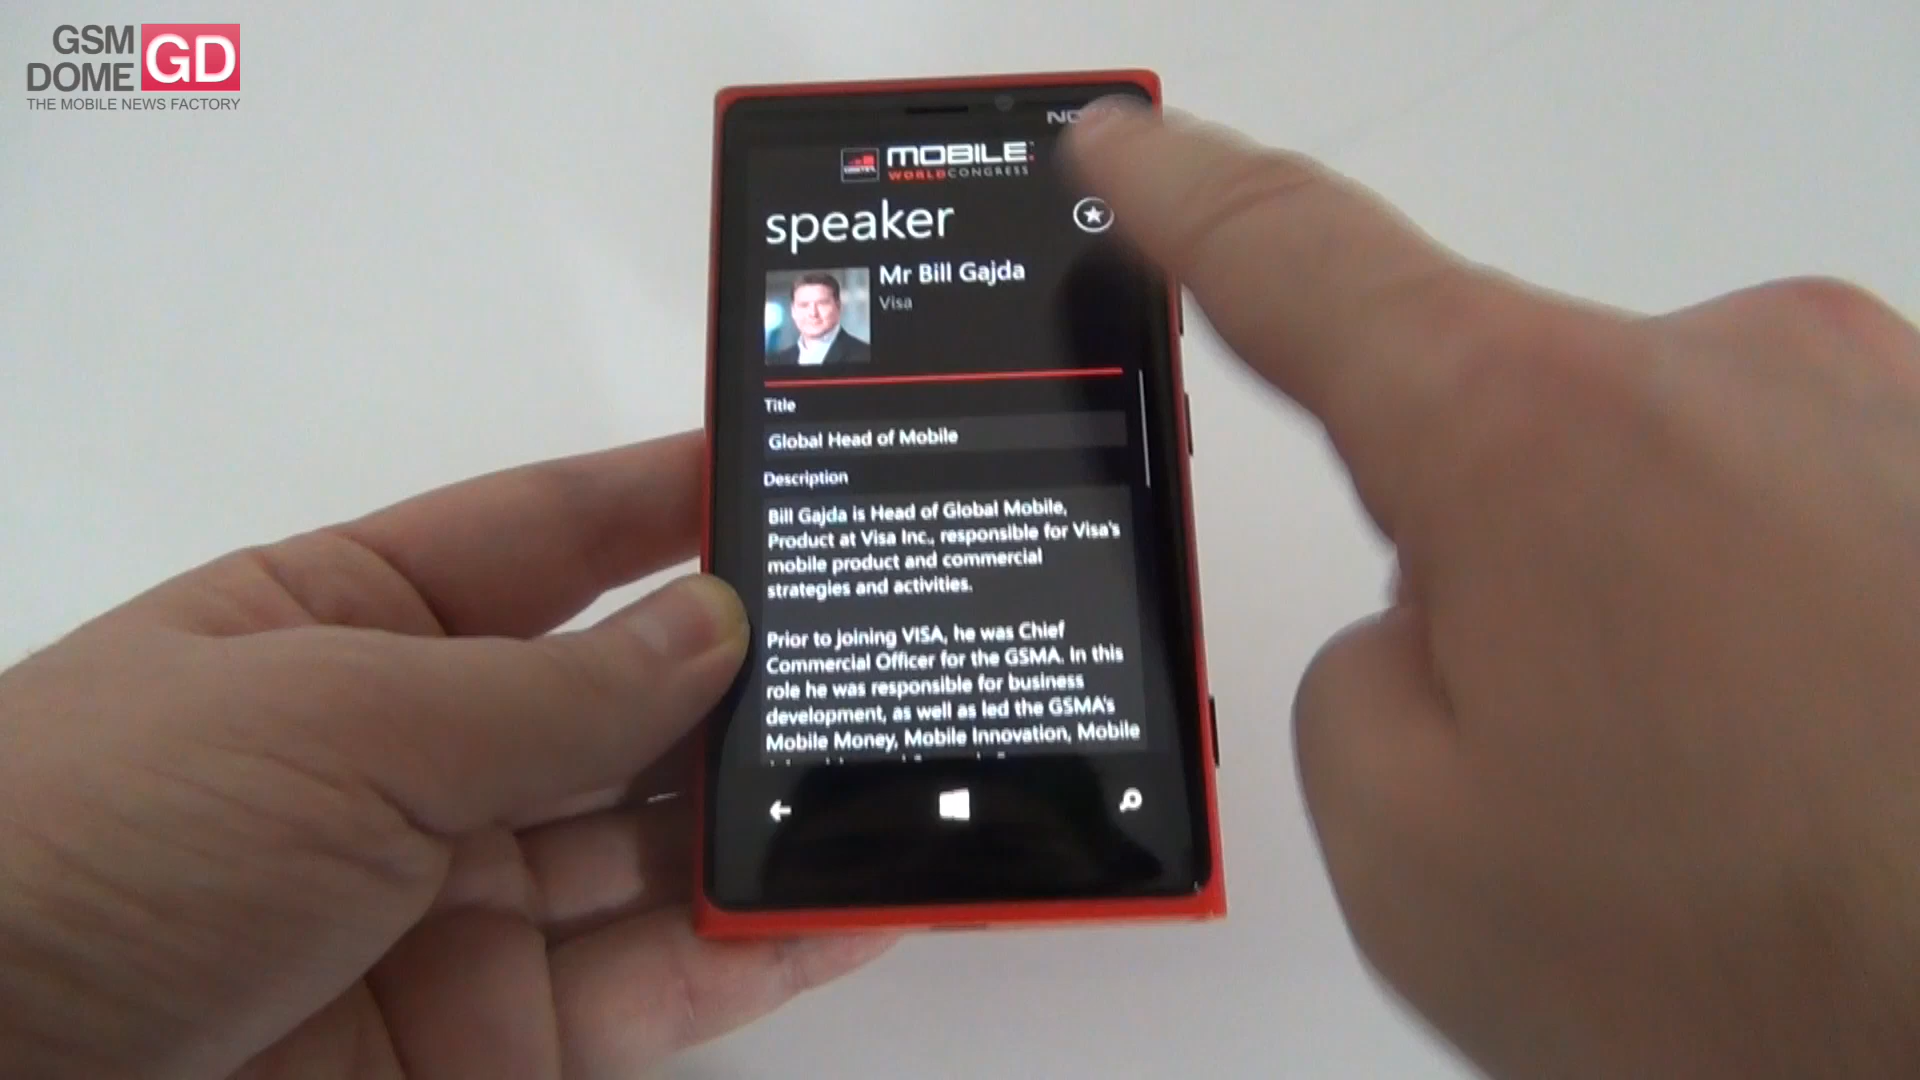 GSM
DOME
GD
THE MOBILE NEWS FACTORY
MOBILE
WORLDCONGRESS
speaker
Mr Bill Gajda
Visa
Title
Global Head of Mobile
Description
Bill Gajda is Head of Global Mobile,
Product at Visa Inc., responsible for Visa's
mobile product and commercial
strategies and activities.
Prior to joining VISA, he was Chief
Commercial Officer for the GSMA. In this
role he was responsible for business
development, as well as led the GSMA's
Mobile Money, Mobile Innovation, Mobile